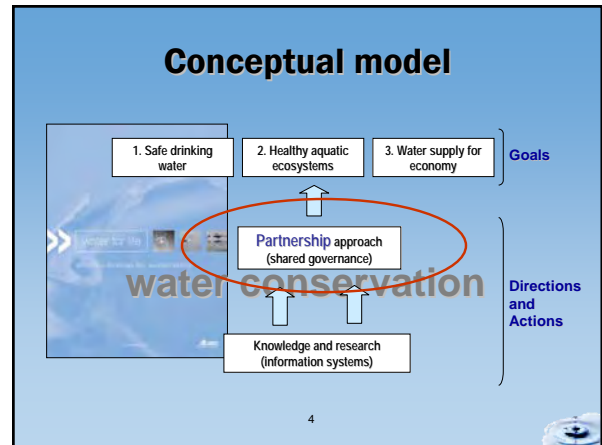 Conceptual model
1. Safe drinking
water
2. Healthy aquatic
ecosystems
3. Water supply for
economy
Goals
Water for life
Partnership approach
(shared governance)
water conservation
Directions
and
Actions
Knowledge and research
(information systems)
4